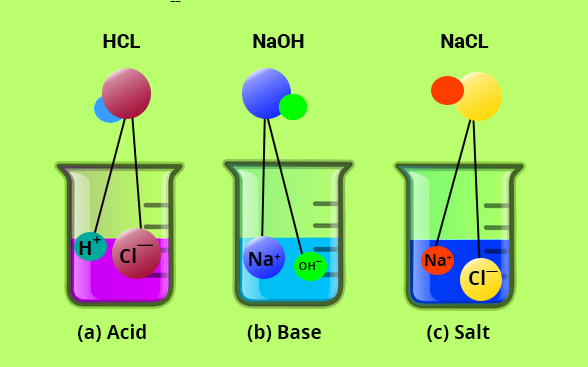 HCL
NaOH
NaCL
H+
Cl—
Na+
OH—
Na+
Cl—
(a) Acid
(b) Base
(c) Salt